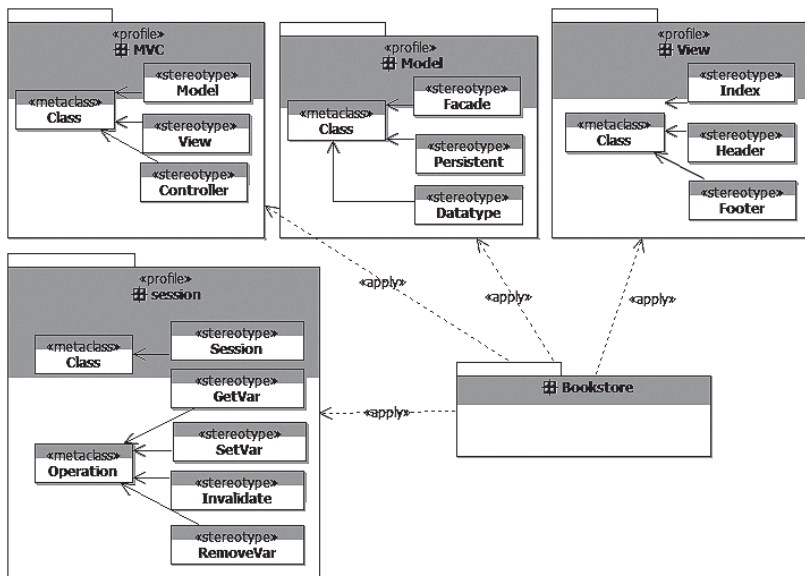 «profile»
MVC
«stereotype»
Model
«metaclass»
Class
«stereotype»
View
«stereotype»
Controller
«profile»
Model
«stereotype»
Facade
«metaclass»
Class
«stereotype»
Persistent
«stereotype»
Datatype
«profile»
View
«stereotype»
Index
«metaclass»
Class
«stereotype»
Header
«stereotype»
Footer
«apply»
«apply»
«apply»
«profile»
session
«stereotype»
Session
«metaclass»
Class
«stereotype»
GetVar
«stereotype»
SetVar
«metaclass»
Operation
«stereotype»
Invalidate
«stereotype»
RemoveVar
«apply»
Bookstore